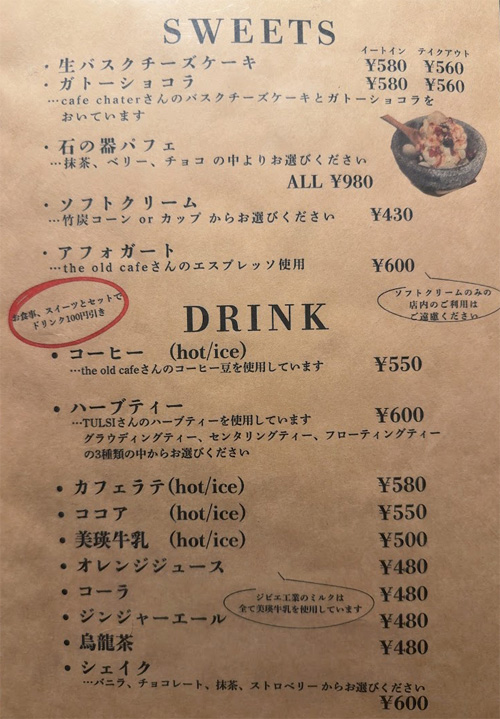 SWEETS
イートイン テイクアウト
・生バスクチーズケーキ ¥580 ¥560
・ガトーショコラ ¥580 ¥560
…cafe chaterさんのバスクチーズケーキとガトーショコラを
おいています
・石の器パフェ
…抹茶、ベリー、チョコ の中よりお選びください
ALL ¥980
・ソフトクリーム
…竹炭コーン or カップ からお選びください ¥430
・アフォガート
…the old cafeさんのエスプレッソ使用 ¥600
ソフトクリームのみの
店内のご利用は
ご遠慮ください
お食事、スイーツとセットで
ドリンク100円引き
DRINK
・コーヒー (hot/ice)
…the old cafeさんのコーヒー豆を使用しています ¥550
・ハーブティー
…TULSIさんのハーブティーを使用しています ¥600
グラウディングティー、センタリングティー、フローティングティー
の3種類の中からお選びください
・カフェラテ(hot/ice) ¥580
・ココア (hot/ice) ¥550
・美瑛牛乳 (hot/ice) ¥500
・オレンジジュース ¥480
・コーラ ¥480
ジビエ工業のミルクは
全て美瑛牛乳を使用しています
・ジンジャーエール ¥480
・烏龍茶 ¥480
・シェイク
…バニラ、チョコレート、抹茶、ストロベリー からお選びください
¥600